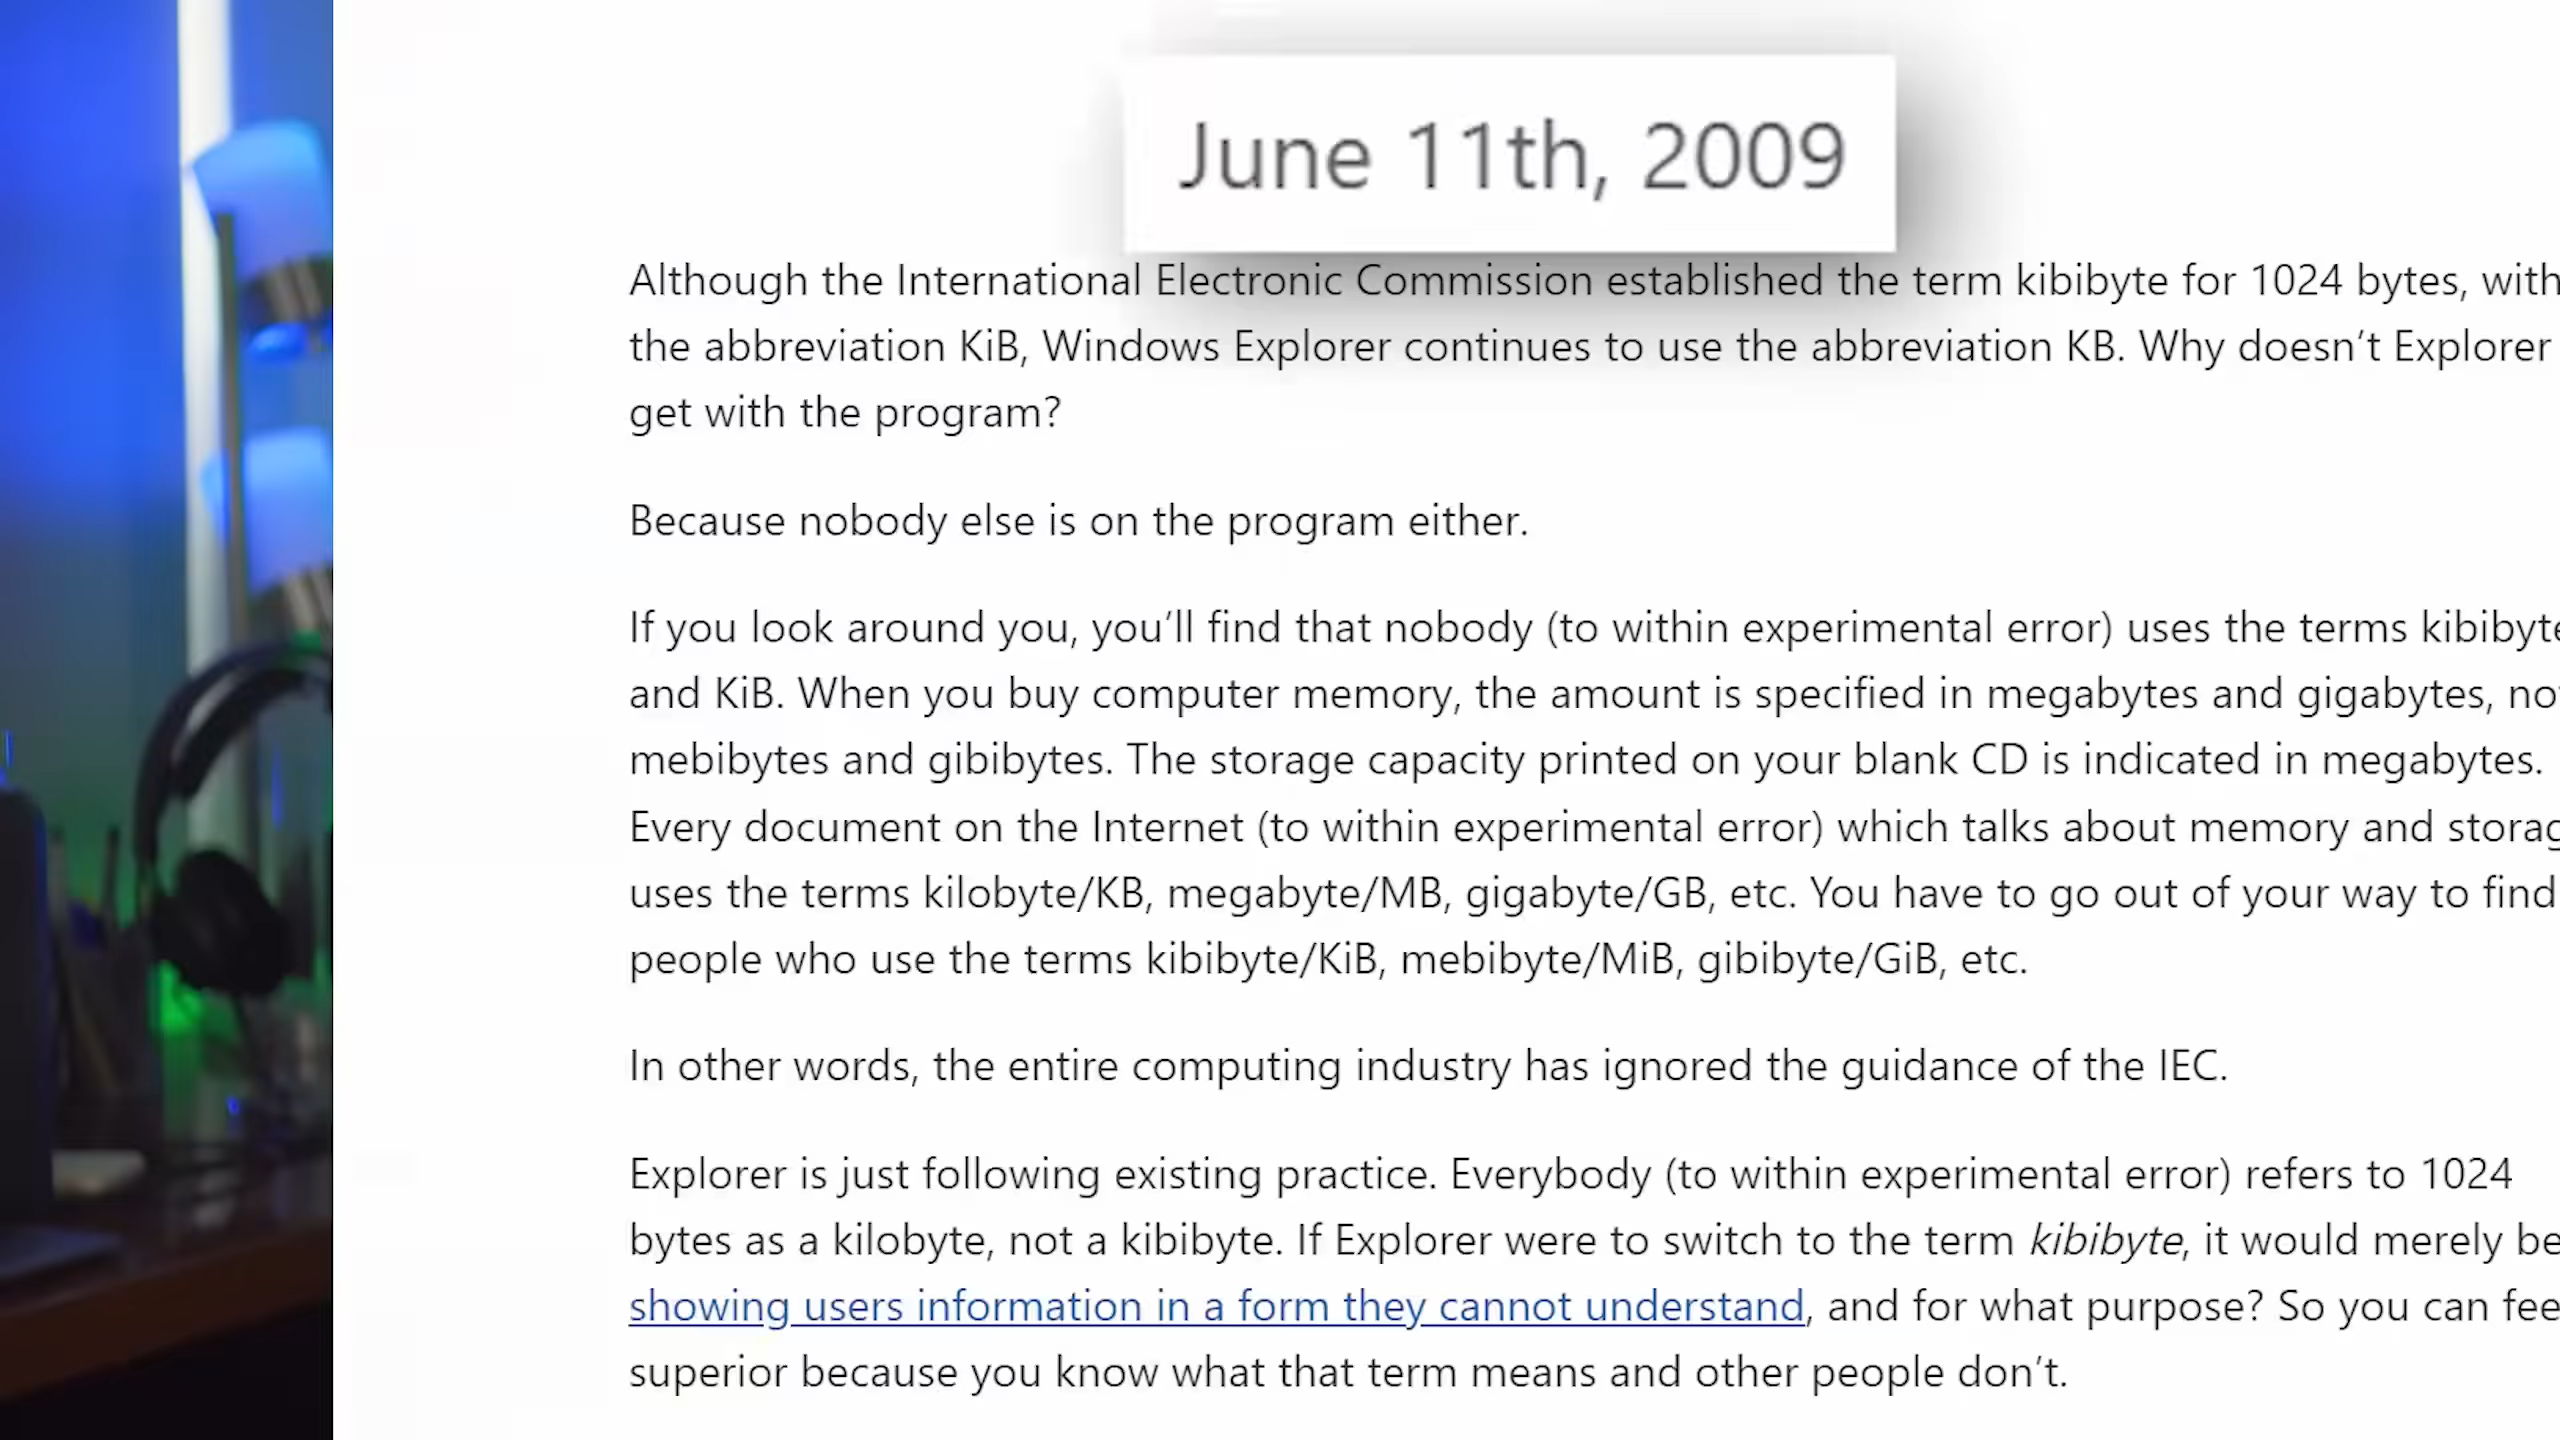 June 11th, 2009
Although the International Electronic Commission established the term kibibyte for 1024 bytes, with
the abbreviation KiB, Windows Explorer continues to use the abbreviation KB. Why doesn’t Explorer
get with the program?
Because nobody else is on the program either.
If you look around you, you’ll find that nobody (to within experimental error) uses the terms kibibyte
and KiB. When you buy computer memory, the amount is specified in megabytes and gigabytes, not
mebibytes and gibibytes. The storage capacity printed on your blank CD is indicated in megabytes.
Every document on the Internet (to within experimental error) which talks about memory and storag
uses the terms kilobyte/KB, megabyte/MB, gigabyte/GB, etc. You have to go out of your way to find
people who use the terms kibibyte/KiB, mebibyte/MiB, gibibyte/GiB, etc.
In other words, the entire computing industry has ignored the guidance of the IEC.
Explorer is just following existing practice. Everybody (to within experimental error) refers to 1024
bytes as a kilobyte, not a kibibyte. If Explorer were to switch to the term kibibyte, it would merely be
showing users information in a form they cannot understand, and for what purpose? So you can fee
superior because you know what that term means and other people don’t.